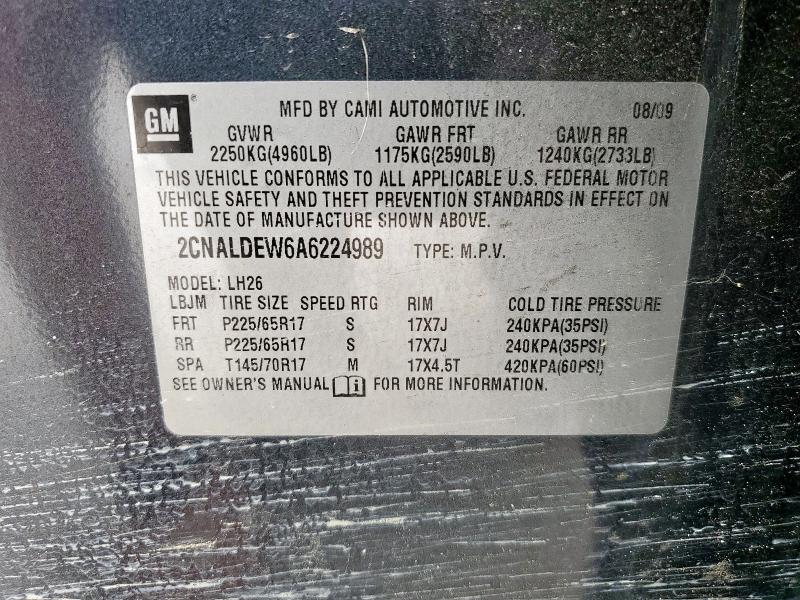 GM ® MFD BY CAMI AUTOMOTIVE INC. 08/09
GVWR GAWR FRT GAWR RR
2250KG(4960LB) 1175KG(2590LB) 1240KG(2733LB)
THIS VEHICLE CONFORMS TO ALL APPLICABLE U.S. FEDERAL MOTOR
VEHICLE SAFETY AND THEFT PREVENTION STANDARDS IN EFFECT ON
THE DATE OF MANUFACTURE SHOWN ABOVE.
2CNALDEW6A6224989 TYPE: M.P.V.
MODEL: LH26
LBJM TIRE SIZE SPEED RTG RIM COLD TIRE PRESSURE
FRT P225/65R17 S 17X7J 240KPA(35PSI)
RR P225/65R17 S 17X7J 240KPA(35PSI)
SPA T145/70R17 M 17X4.5T 420KPA(60PSI)
SEE OWNER'S MANUAL i FOR MORE INFORMATION.